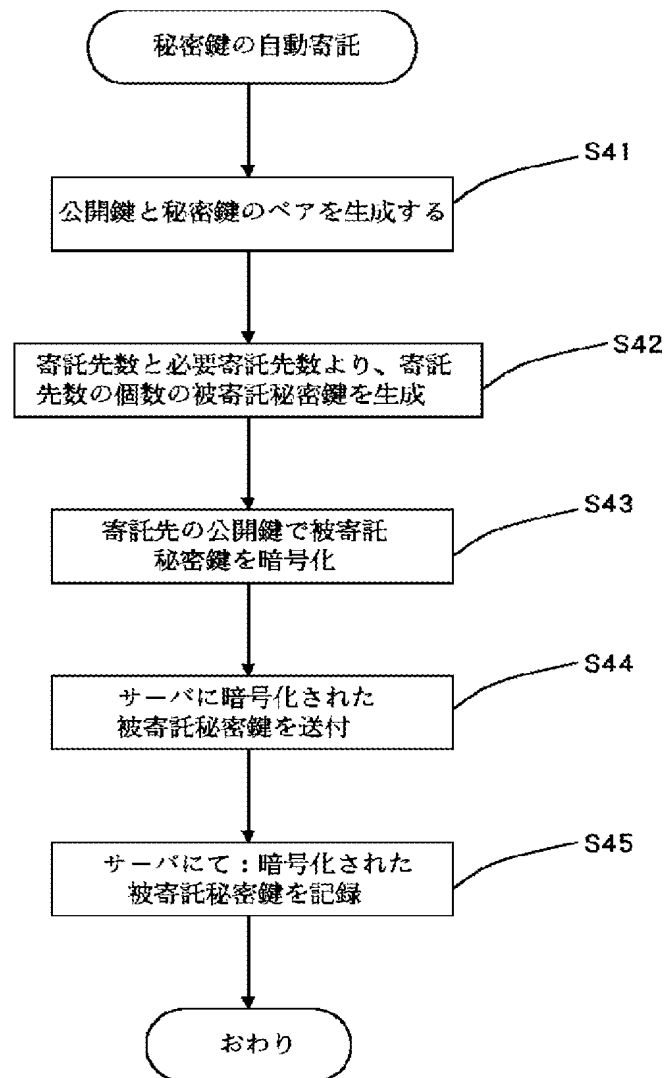 秘密鍵の自動寄託
S41
公開鍵と秘密鍵のペアを生成する
S42
寄託先数と必要寄託先数より、寄託
先数の個数の被寄託秘密鍵を生成
S43
寄託先の公開鍵で被寄託
秘密鍵を暗号化
S44
サーバに暗号化された
被寄託秘密鍵を送付
S45
サーバにて：暗号化された
被寄託秘密鍵を記録
おわり